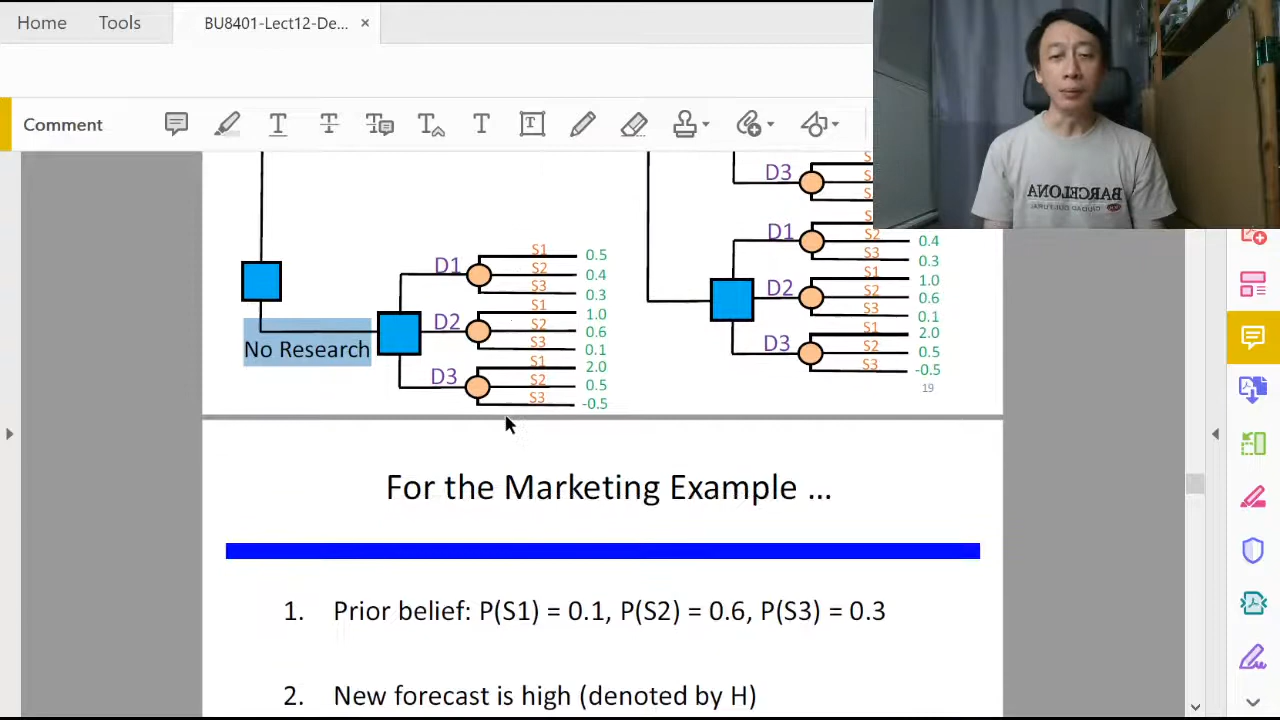 Home
Tools
BU8401-Lect12-De...
×
Comment
D1
S1 0.5
S2 0.4
S3 0.3
No Research
D2
S1 1.0
S2 0.6
S3 0.1
D3
S1 2.0
S2 0.5
S3 -0.5
D3
D1
S2 0.4
S3 0.3
D2
S1 1.0
S2 0.6
S3 0.1
D3
S1 2.0
S2 0.5
S3 -0.5
19
For the Marketing Example ...
1. Prior belief: P(S1) = 0.1, P(S2) = 0.6, P(S3) = 0.3
2. New forecast is high (denoted by H)
BARCELONA